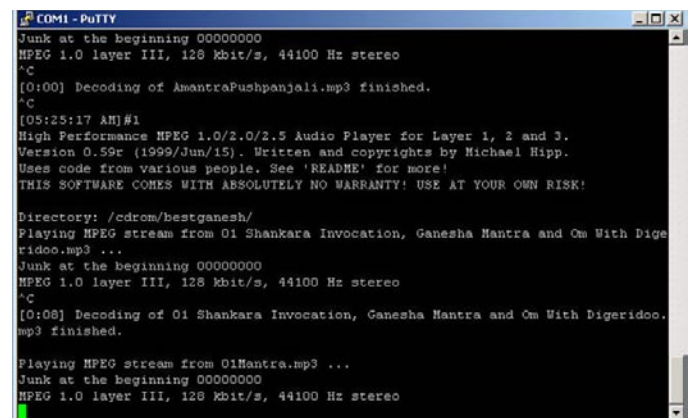 COM1 - PuTTY
Junk at the beginning 00000000
MPEG 1.0 layer III, 128 kbit/s, 44100 Hz stereo
^C
[0:00] Decoding of AmantraPushpanjali.mp3 finished.
^C
[05:25:17 AM]#1
High Performance MPEG 1.0/2.0/2.5 Audio Player for Layer 1, 2 and 3.
Version 0.59r (1999/Jun/15). Written and copyrights by Michael Hipp.
Uses code from various people. See 'README' for more!
THIS SOFTWARE COMES WITH ABSOLUTELY NO WARRANTY! USE AT YOUR OWN RISK!
Directory: /cdrom/bestganesh/
Playing MPEG stream from 01 Shankara Invocation, Ganesha Mantra and Om With Dige
ridoo.mp3 ...
Junk at the beginning 00000000
MPEG 1.0 layer III, 128 kbit/s, 44100 Hz stereo
^C
[0:08] Decoding of 01 Shankara Invocation, Ganesha Mantra and Om With Digeridoo.
mp3 finished.
Playing MPEG stream from 01Mantra.mp3 ...
Junk at the beginning 00000000
MPEG 1.0 layer III, 128 kbit/s, 44100 Hz stereo